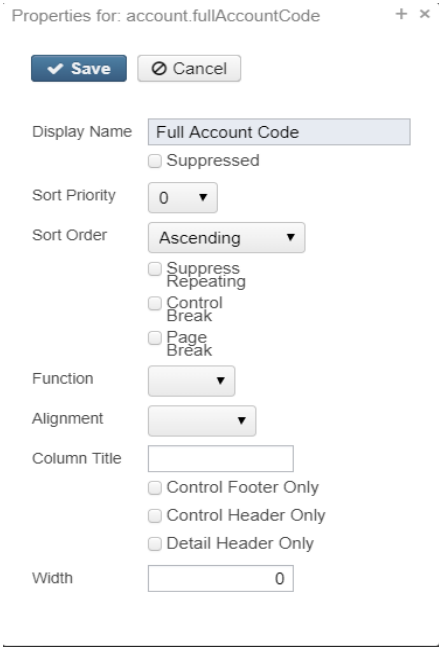 Properties for: account.fullAccountCode + ×
Save Cancel
Display Name Full Account Code
Suppressed
Sort Priority 0
Sort Order Ascending
Suppress
Repeating
Control
Break
Page
Break
Function
Alignment
Column Title
Control Footer Only
Control Header Only
Detail Header Only
Width 0